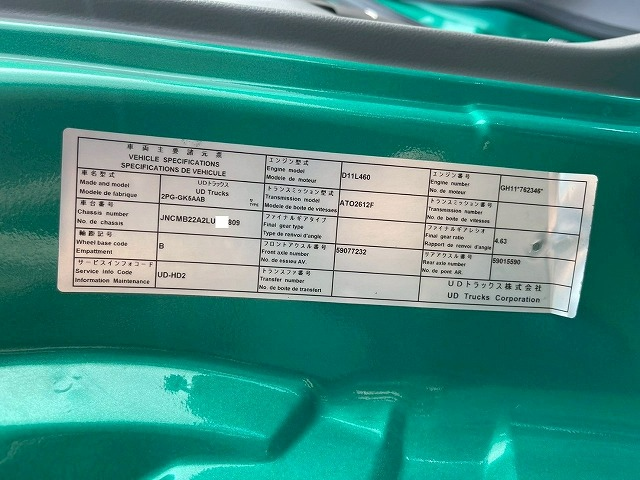 車両主要諸元表
VEHICLE SPECIFICATIONS
SPECIFICATIONS DE VEHICULE
車名型式
Made and model
Modele de fabrique
UDトラックス
UD Trucks
2PG-GK5AAB
車台番号
Chassis number
No. de chassis
JNCMB22A2LU 809
軸距記号
Wheel base code
Empattment
B
サービスインフォコード
Service Info Code
Information Maintenance
UD-HD2
エンジン型式
Engine model
Modele de moteur
D11L460
トランスミッション型式
Transmission model
No. de boite de vitesses
ATO2612F
ファイナルギアタイプ
Final gear type
Type de renvoi d'angle
フロントアクスル番号
Front axle number
No. de essieu AV.
59077232
トランスファ番号
Transfer number
No. de boite de transfert
エンジン番号
Engine number
No. de moteur
GH11*762346*
トランスミッション番号
Transmission number
No. de boite de vitesses
ファイナルギアレシオ
Final gear ratio
Rapport de renvoi d'angle
4.63
リアアクスル番号
Rear axle number
No. de pont AR.
59015590
UDトラックス株式会社
UD Trucks Corporation